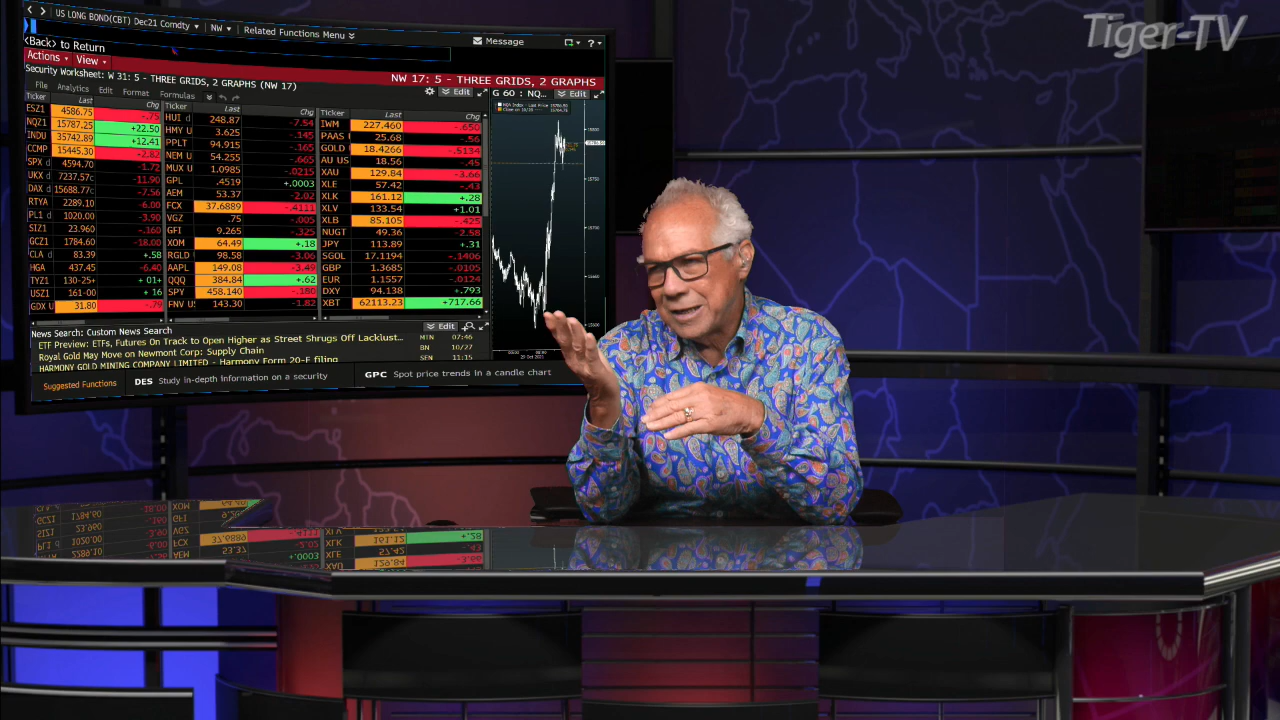 Tiger-TV
US LONG BOND(CBT) Dec21 Comdty NW Related Functions Menu
<Back> to Return Message ?
Actions View NW 17: 5 - THREE GRIDS, 2 GRAPHS
Security Worksheet: W 31: 5 - THREE GRIDS, 2 GRAPHS (NW 17)
File Analytics Edit Format Formulas Edit
G 60 : NQ... Edit
Ticker Last Chg
ESZ1 4586.75 -.75
NQZ1 15787.25 +22.50
INDU 35742.89 +12.41
CCMP 15445.30
SPX d 4594.70 -1.72
UKX d 7237.57c -11.90
DAX d 15688.77c -7.56
RTYA 2289.10 -6.00
PL1 d 1020.00 -3.90
SIZ1 23.960 -.160
GCZ1 1784.60 -18.00
CLA d 83.39 +.58
HGA 437.45 -6.40
TYZ1 130-25+ + 01+
USZ1 161-00 + 16
GDX U 31.80 -.79
Ticker Last Chg
HUI d 248.87 -7.54
HMY U 3.625 -.145
PPLT 94.915 -.165
NEM U 54.255 -.665
MUX U 1.0985 -.0215
GPL .4519 +.0003
AEM 53.37 -2.02
FCX 37.6889 -.4111
VGZ .75 -.005
GFI 9.265 -.325
XOM 64.49 +.18
RGLD 98.58 -3.06
AAPL 149.08 -3.49
QQQ 384.84 +.62
SPY 458.140 -.180
FNV U 143.30 -1.82
Ticker Last Chg
IWM 227.460 -.650
PAAS U 25.68 -.56
GOLD U 18.4266 -.5134
AU US 18.56 -.45
XAU 129.84 -3.66
XLE 57.42 -.43
XLK 161.12 +.28
XLV 133.54 +1.01
XLB 85.105 -.425
NUGT 49.36 -2.58
JPY 113.89 +.31
SGOL 17.1194 -.1406
GBP 1.3685 -.0105
EUR 1.1557 -.0124
DXY 94.138 +.793
XBT 62113.23 +717.66
News Search: Custom News Search Edit
ETF Preview: ETFs, Futures On Track to Open Higher as Street Shrugs Off Lacklust... MTN 07:46
Royal Gold May Move on Newmont Corp: Supply Chain BN 10/27
HARMONY GOLD MINING COMPANY LIMITED - Harmony Form 20-F filing SEN 11:15
Suggested Functions DES Study in-depth information on a security GPC Spot price trends in a candle chart